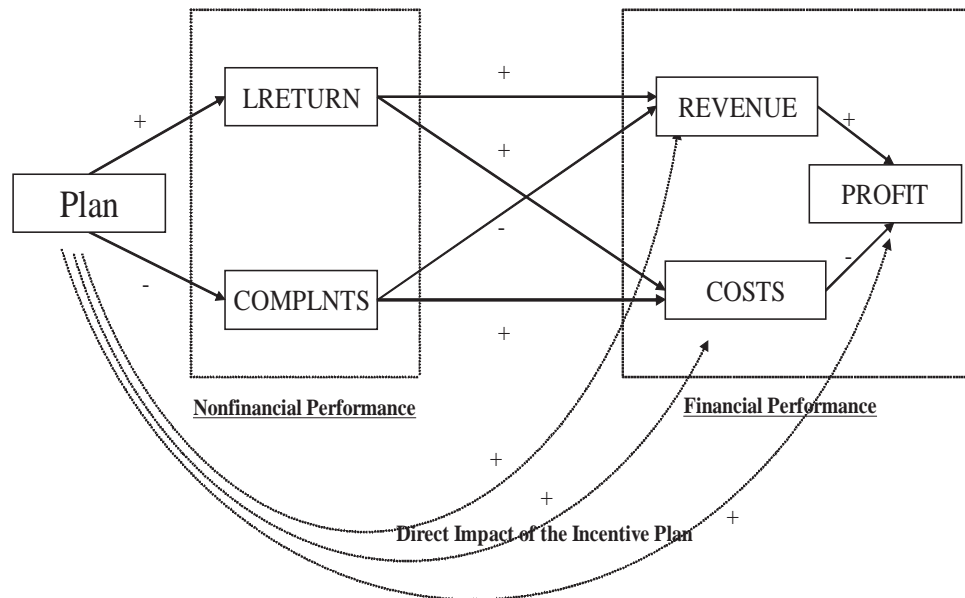 +
LRETURN
REVENUE
+
+
+
Plan
PROFIT
-
-
-
COMPLNTS
COSTS
+
Nonfinancial Performance
Financial Performance
+
+
+
Direct Impact of the Incentive Plan